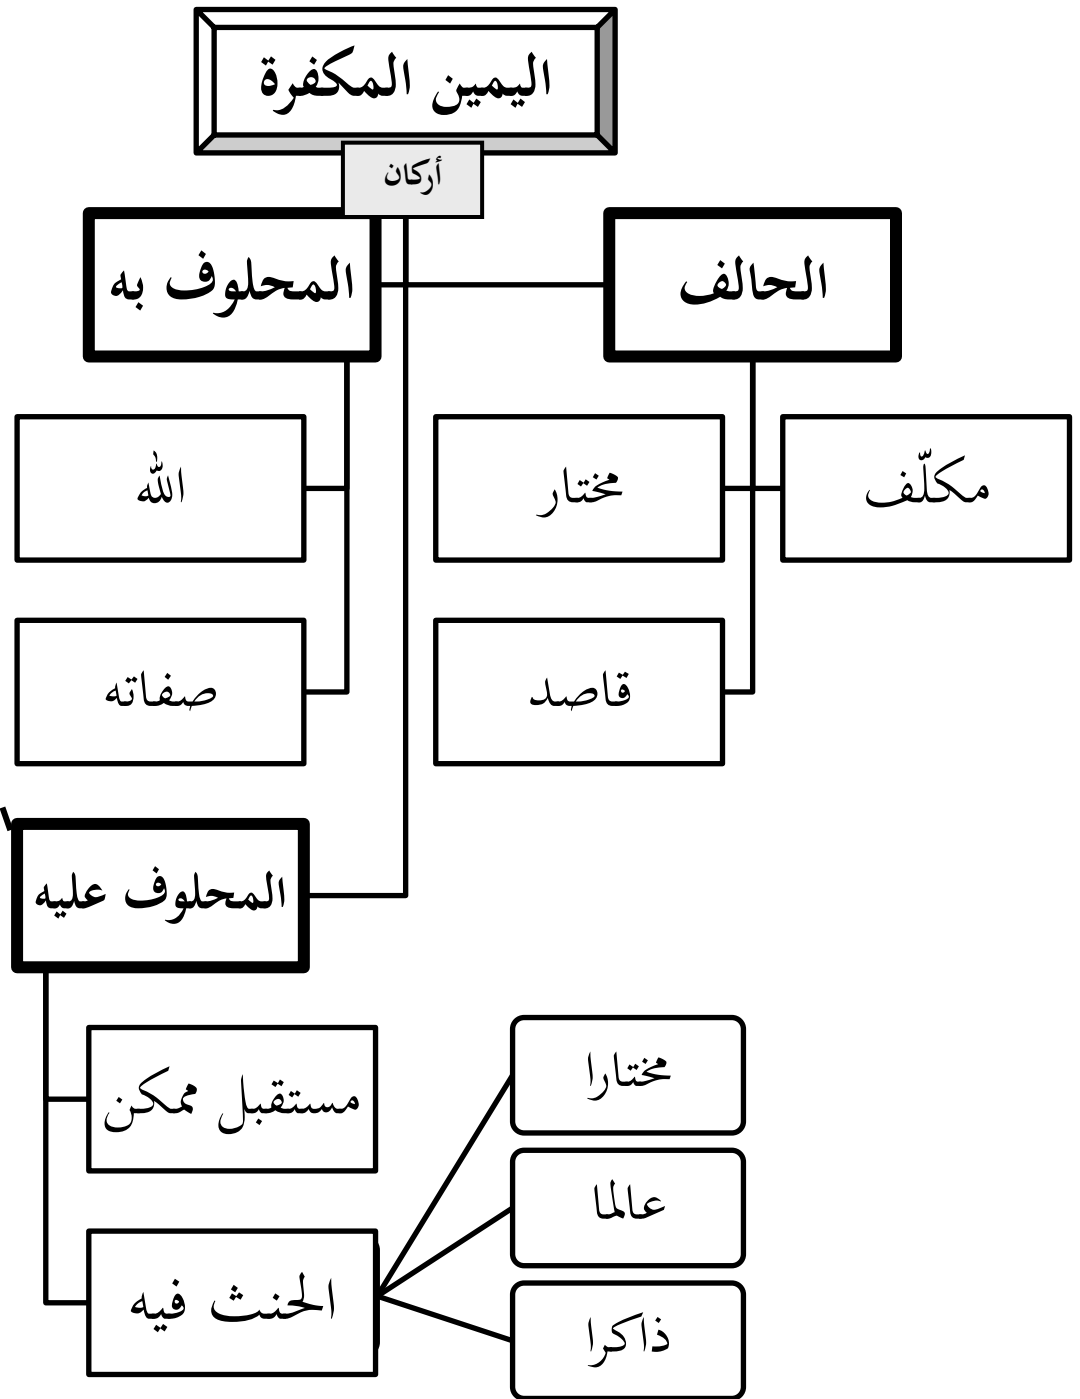 اليمين المكفرة
أركان
الحالف
المحلوف به
مكلّف
مختار
الله
قاصد
صفاته
المحلوف عليه
مستقبل ممكن
الحنث فيه
مختارا
عالما
ذاكرا